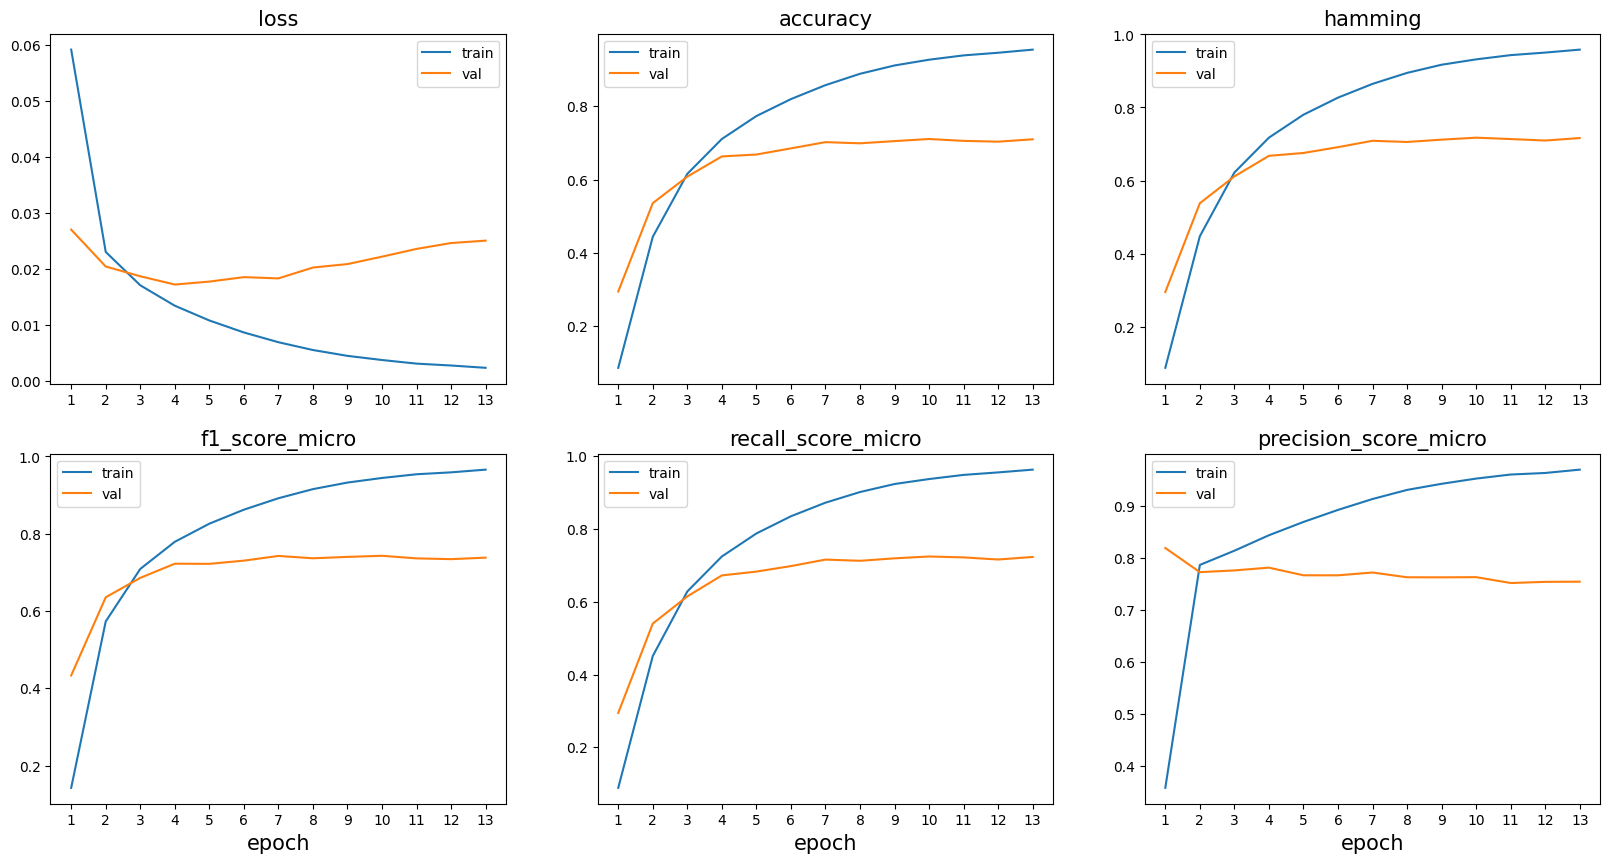 loss
train
val
0.06
0.05
0.04
0.03
0.02
0.01
0.00
1 2 3 4 5 6 7 8 9 10 11 12 13
accuracy
train
val
0.8
0.6
0.4
0.2
1 2 3 4 5 6 7 8 9 10 11 12 13
hamming
train
val
1.0
0.8
0.6
0.4
0.2
1 2 3 4 5 6 7 8 9 10 11 12 13
f1_score_micro
train
val
1.0
0.8
0.6
0.4
0.2
1 2 3 4 5 6 7 8 9 10 11 12 13
epoch
recall_score_micro
train
val
1.0
0.8
0.6
0.4
0.2
1 2 3 4 5 6 7 8 9 10 11 12 13
epoch
precision_score_micro
train
val
0.9
0.8
0.7
0.6
0.5
0.4
1 2 3 4 5 6 7 8 9 10 11 12 13
epoch